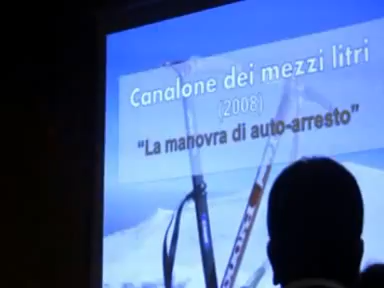 Canalone dei mezzi litri
(2008)
“La manovra di auto-arresto”